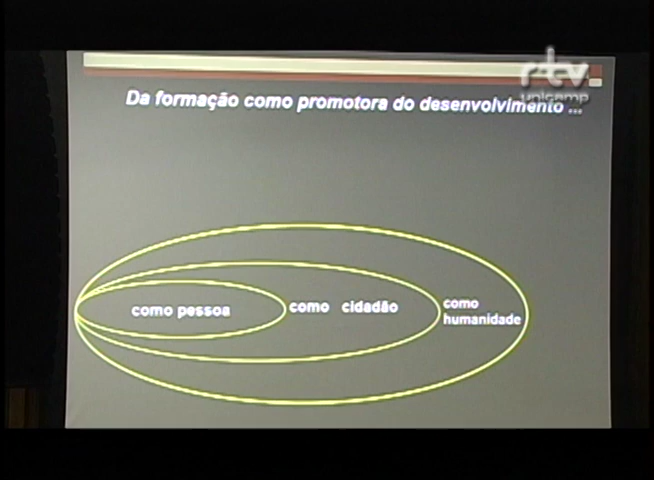 rtv
unicamp
Da formação como promotora do desenvolvimento ...
como pessoa
como cidadão
como
humanidade